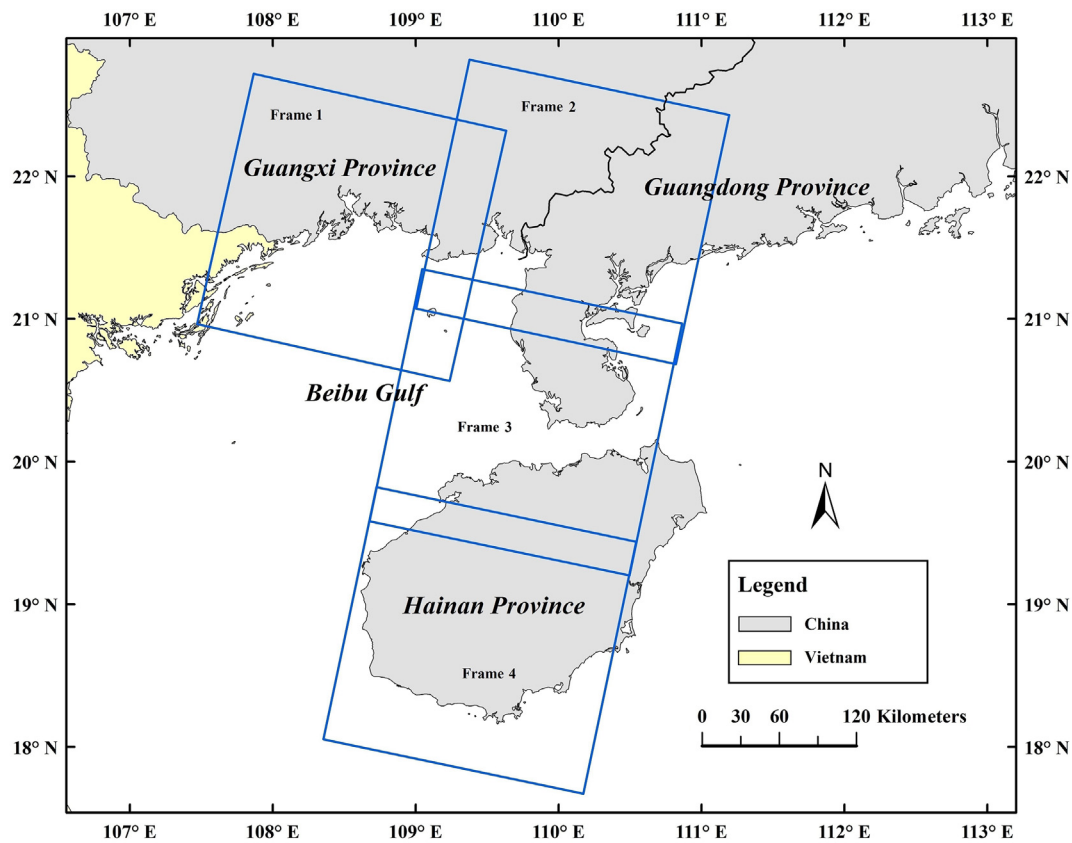 107° E 108° E 109° E 110° E 111° E 112° E 113° E
Frame 1
Frame 2
Guangxi Province
22° N
Guangdong Province
22° N
21° N
21° N
Beibu Gulf
Frame 3
20° N
20° N
N
Legend
19° N
Hainan Province
19° N
China
Vietnam
Frame 4
0 30 60 120 Kilometers
18° N
18° N
107° E 108° E 109° E 110° E 111° E 112° E 113° E